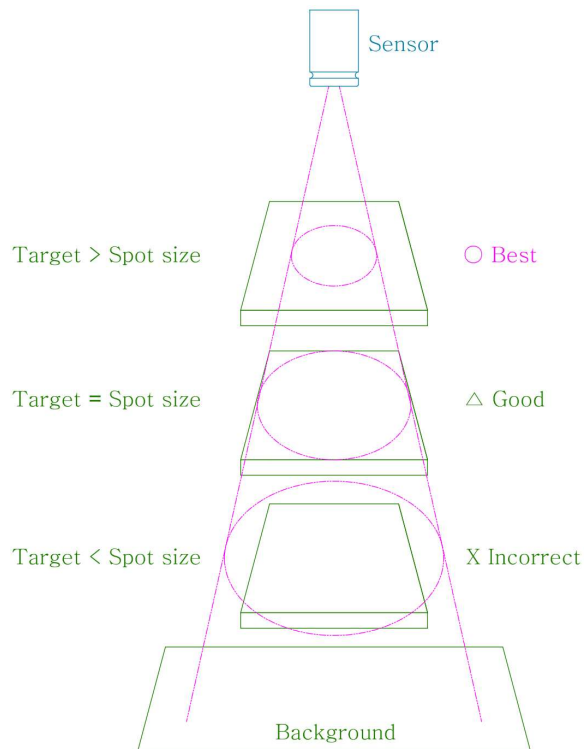 Sensor
Target > Spot size
○ Best
Target = Spot size
△ Good
Target < Spot size
X Incorrect
Background